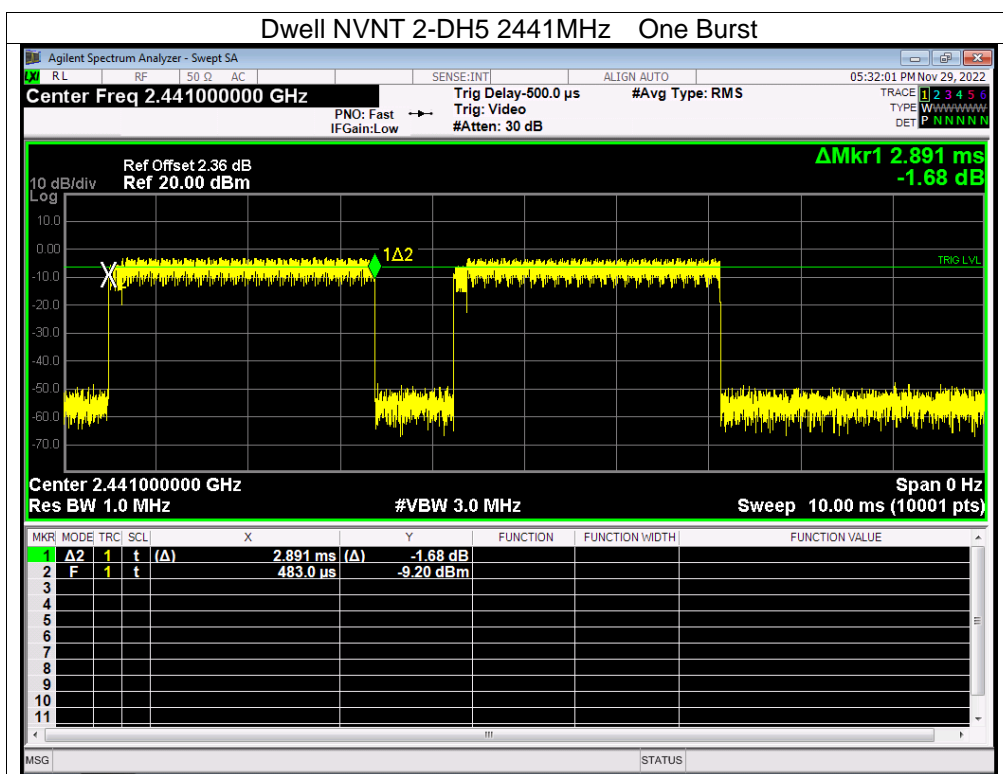 Dwell NVNT 2-DH5 2441MHz One Burst
Agilent Spectrum Analyzer - Swept SA
LXI RL RF 50 Ω AC SENSE:INT ALIGN AUTO 05:32:01 PM Nov 29, 2022
Center Freq 2.441000000 GHz
PNO: Fast
IFGain:Low
Trig Delay-500.0 µs
Trig: Video
#Atten: 30 dB
#Avg Type: RMS
TRACE 1 2 3 4 5 6
TYPE WWWWWW
DET P N N N N N
ΔMkr1 2.891 ms
-1.68 dB
Ref Offset 2.36 dB
10 dB/div Ref 20.00 dBm
Log
10.0
0.00
-10.0
-20.0
-30.0
-40.0
-50.0
-60.0
-70.0
X
1Δ2
TRIG LVL
Center 2.441000000 GHz Span 0 Hz
Res BW 1.0 MHz #VBW 3.0 MHz Sweep 10.00 ms (10001 pts)
MKR MODE TRC SCL X Y FUNCTION FUNCTION WIDTH FUNCTION VALUE
1 Δ2 1 t (Δ) 2.891 ms (Δ) -1.68 dB
2 F 1 t 483.0 µs -9.20 dBm
3
4
5
6
7
8
9
10
11
MSG STATUS